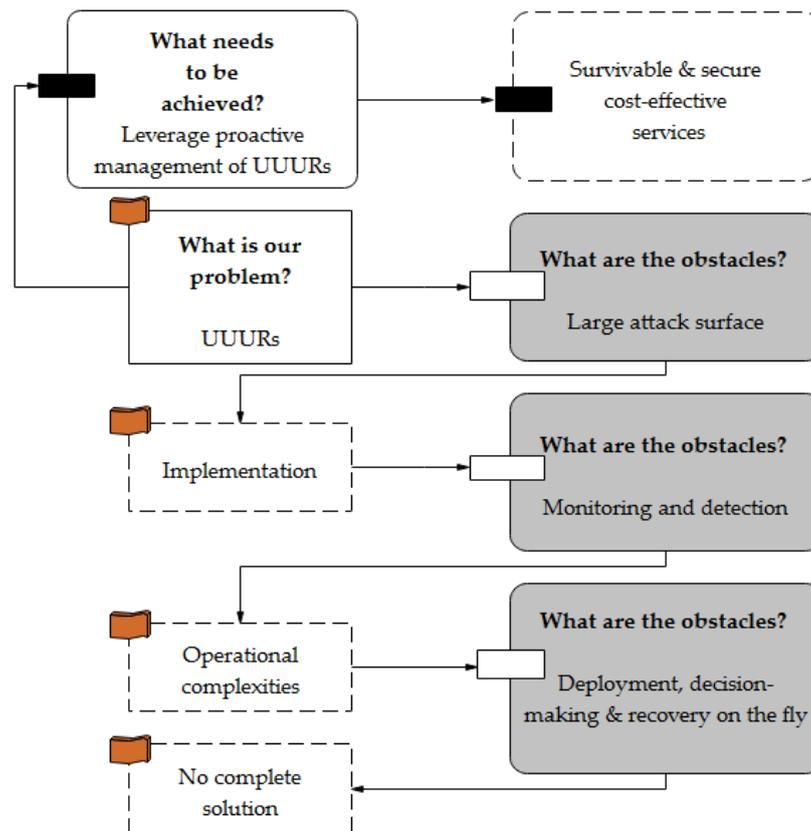 What needs
to be
achieved?
Leverage proactive
management of UUURs
Survivable & secure
cost-effective
services
What is our
problem?
UUURs
What are the obstacles?
Large attack surface
Implementation
What are the obstacles?
Monitoring and detection
Operational
complexities
What are the obstacles?
Deployment, decision-
making & recovery on the fly
No complete
solution